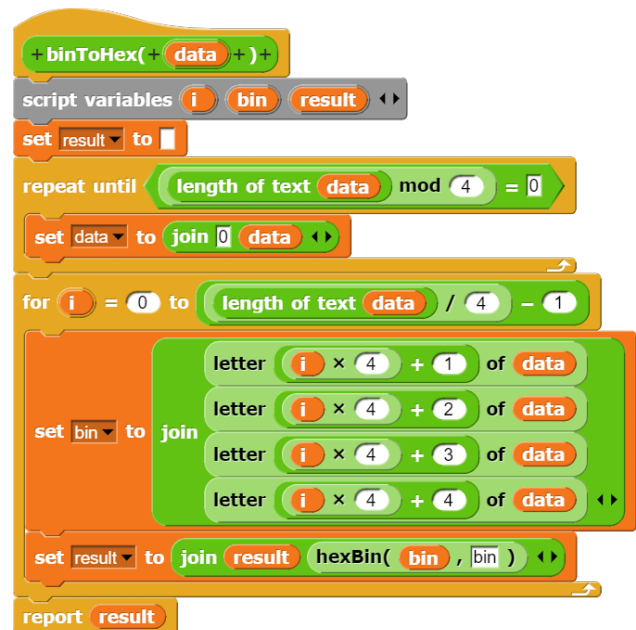 +binToHex(+ data +)+
script variables i bin result
set result to
repeat until length of text data mod 4 = 0
set data to join 0 data
for i = 0 to length of text data / 4 - 1
letter i × 4 + 1 of data
letter i × 4 + 2 of data
set bin to join
letter i × 4 + 3 of data
letter i × 4 + 4 of data
set result to join result hexBin( bin , bin )
report result